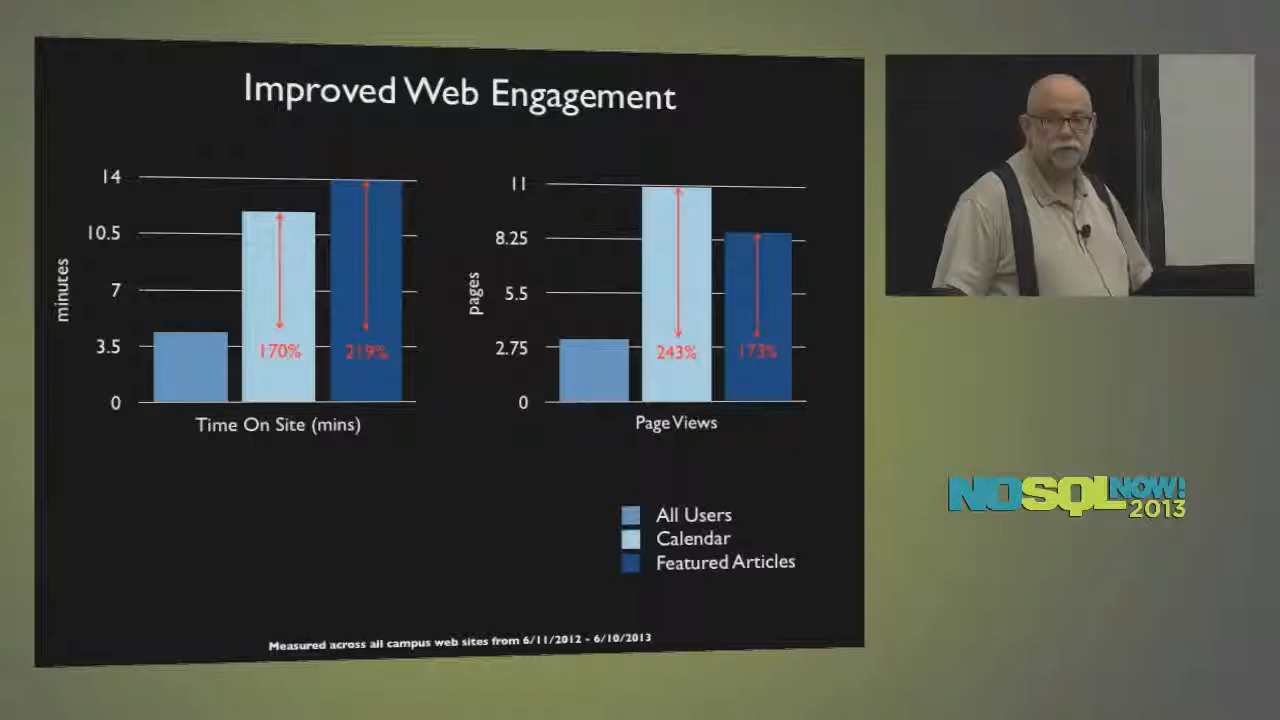 Improved Web Engagement
14
10.5
7
3.5
0
minutes
170%
219%
Time On Site (mins)
11
8.25
5.5
2.75
0
pages
243%
173%
Page Views
All Users
Calendar
Featured Articles
Measured across all campus web sites from 6/11/2012 - 6/10/2013
NOSQL NOW!
2013